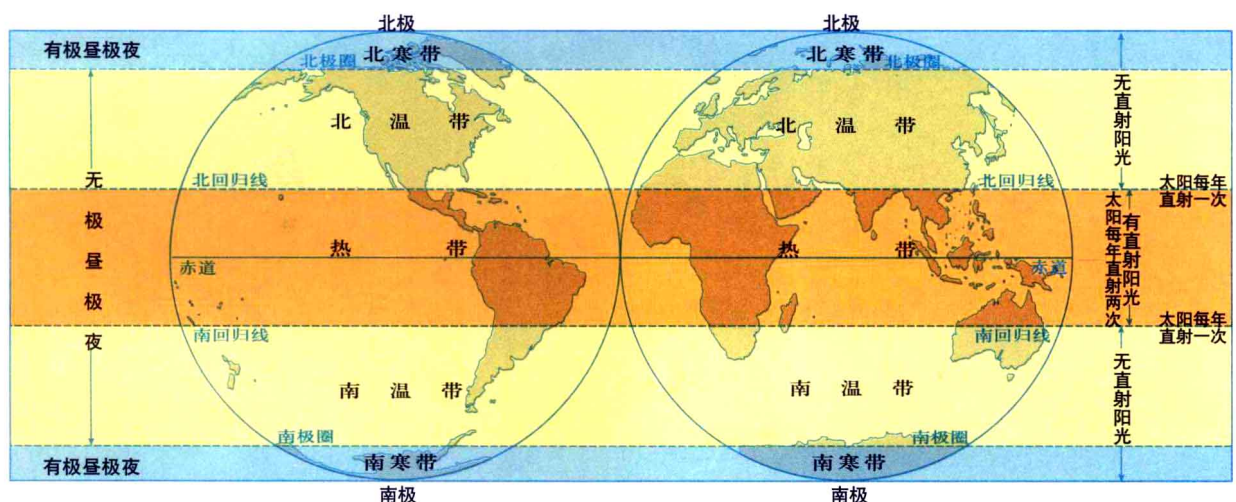 北极
北极
有极昼极夜
北极圈
北寒带
北寒带
北极圈
无直射阳光
北温带
北温带
无极昼极夜
北回归线
北回归线
太阳每年
直射一次
热带
热带
太阳每年直射两次
有直射阳光
赤道
赤道
太阳每年
直射一次
南回归线
南回归线
无直射阳光
南温带
南温带
南极圈
南极圈
有极昼极夜
南寒带
南寒带
南极
南极